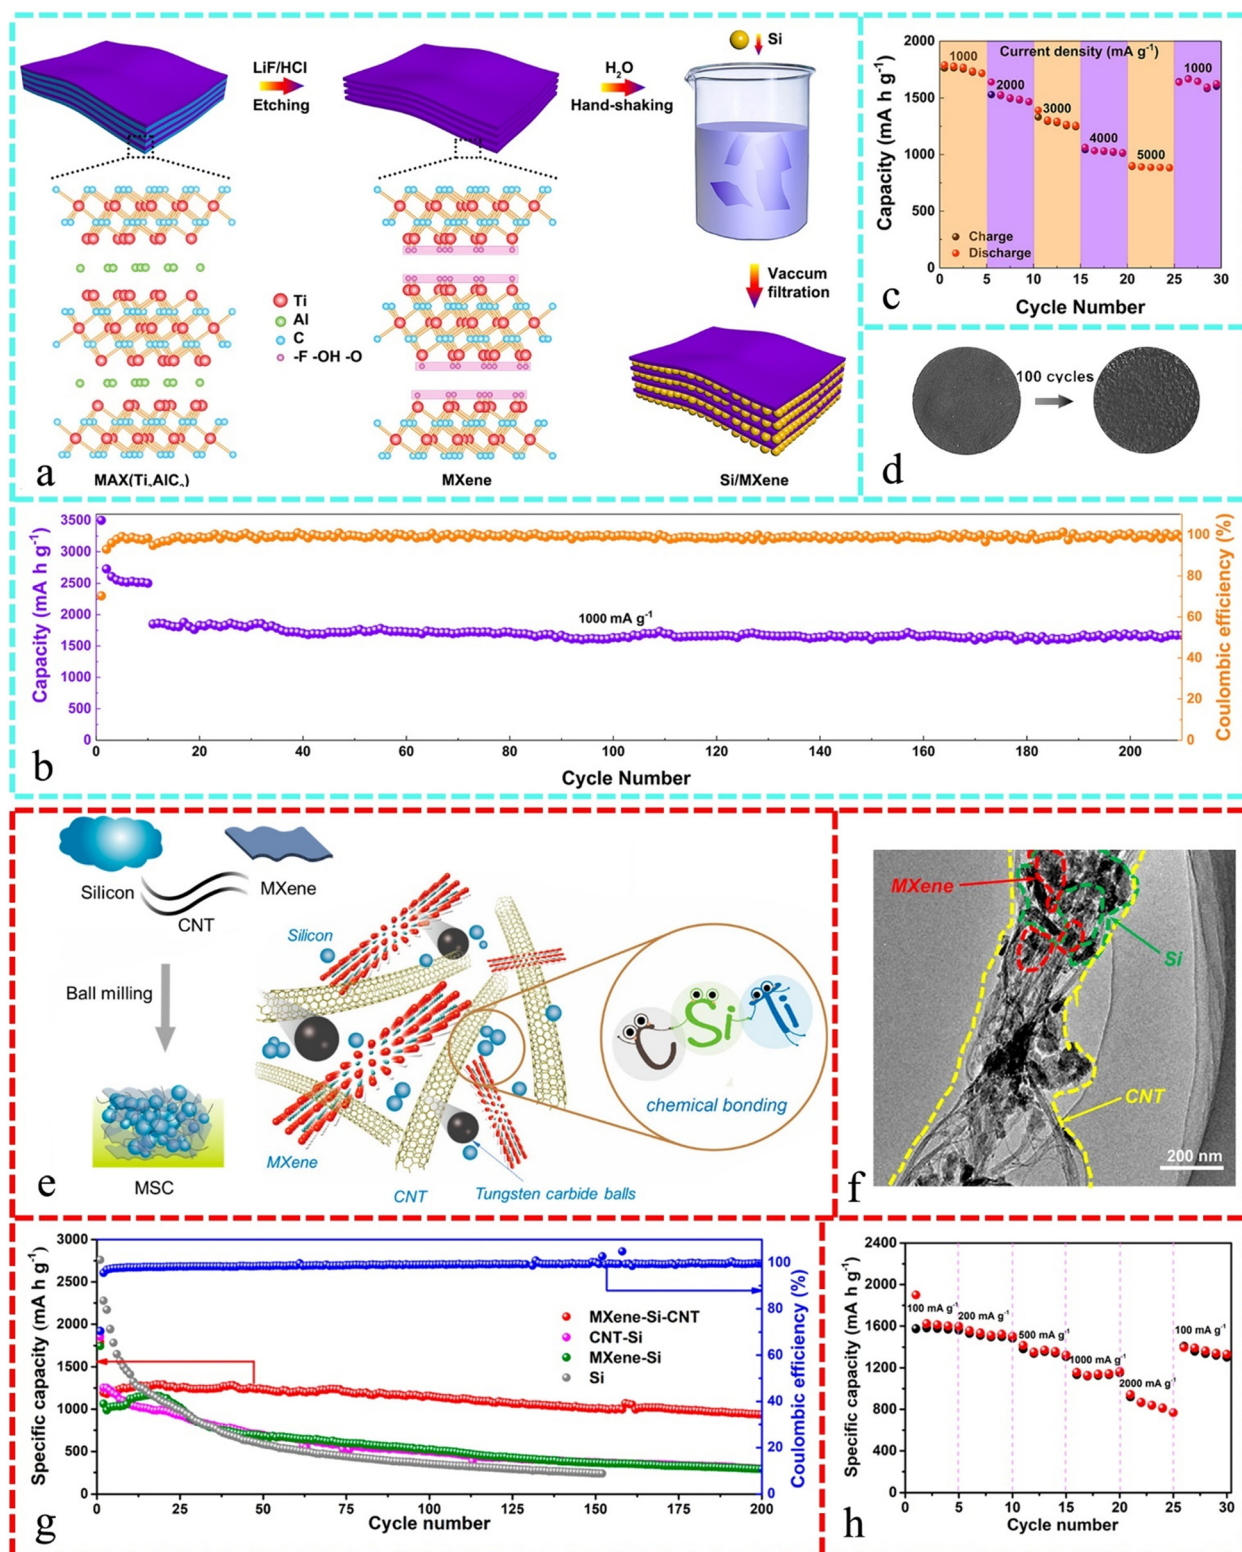 LiF/HCl
Etching
H₂O
Hand-shaking
Si
Ti
Al
C
-F -OH -O
Vaccum
filtration
MAX(Ti₃AlC₂)
MXene
Si/MXene
a
Capacity (mA h g⁻¹)
2000
1500
1000
500
0
Current density (mA g⁻¹)
1000
2000
3000
4000
5000
1000
Charge
Discharge
0 5 10 15 20 25 30
Cycle Number
c
100 cycles
d
Capacity (mA h g⁻¹)
3500
3000
2500
2000
1500
1000
500
0
1000 mA g⁻¹
100
80
60
40
20
0
Coulombic efficiency (%)
0 20 40 60 80 100 120 140 160 180 200
Cycle Number
b
Silicon
CNT
MXene
Ball milling
MSC
Silicon
MXene
CNT
Tungsten carbide balls
C Si Ti
chemical bonding
e
MXene
Si
CNT
200 nm
f
Specific capacity (mA h g⁻¹)
3000
2750
2500
2250
2000
1750
1500
1250
1000
750
500
250
0
MXene-Si-CNT
CNT-Si
MXene-Si
Si
100
80
60
40
20
0
Coulombic efficiency (%)
0 25 50 75 100 125 150 175 200
Cycle number
g
Specific capacity (mA h g⁻¹)
2400
2000
1600
1200
800
400
0
100 mA g⁻¹
200 mA g⁻¹
500 mA g⁻¹
1000 mA g⁻¹
2000 mA g⁻¹
100 mA g⁻¹
0 5 10 15 20 25 30
Cycle number
h